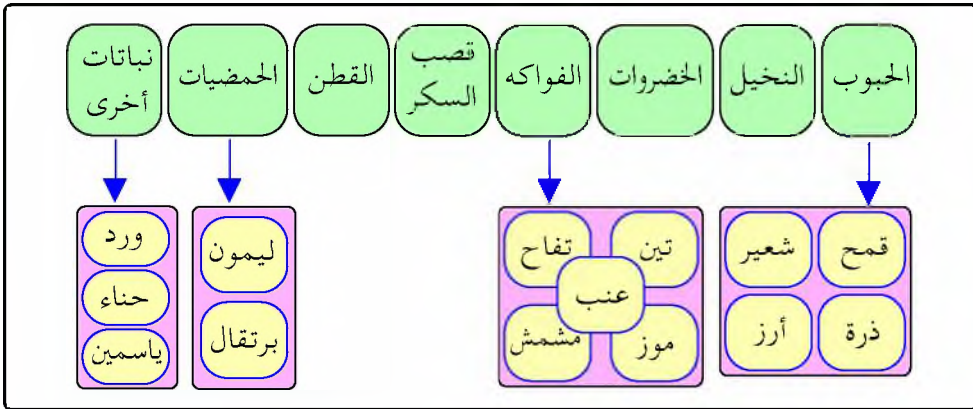 الحبوب
النخيل
الخضروات
الفواكه
قصب
السكر
القطن
الحمضيات
نباتات
أخرى
قمح
شعير
ذرة
أرز
تين
تفاح
عنب
موز
مشمش
ليمون
برتقال
ورد
حناء
ياسمين